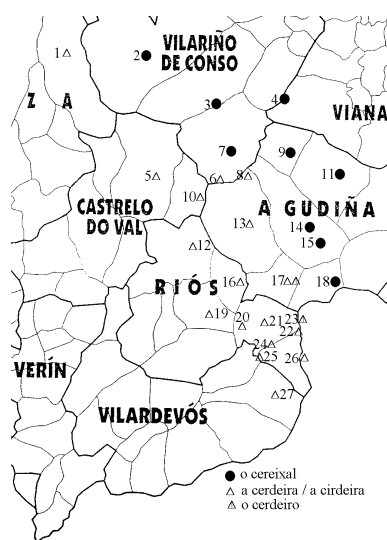 VILARIÑO
DE CONSO
1
2
Z A
3
4
VIANA
7
9
5
6
8
11
10
CASTRELO
DO VAL
A GUDIÑA
13
14
12
15
RIÓS
16
17
18
19
20
21
23
22
24
25
26
VERÍN
27
VILARDEVÓS
o cereixal
a cerdeira / a cirdeira
o cerdeiro